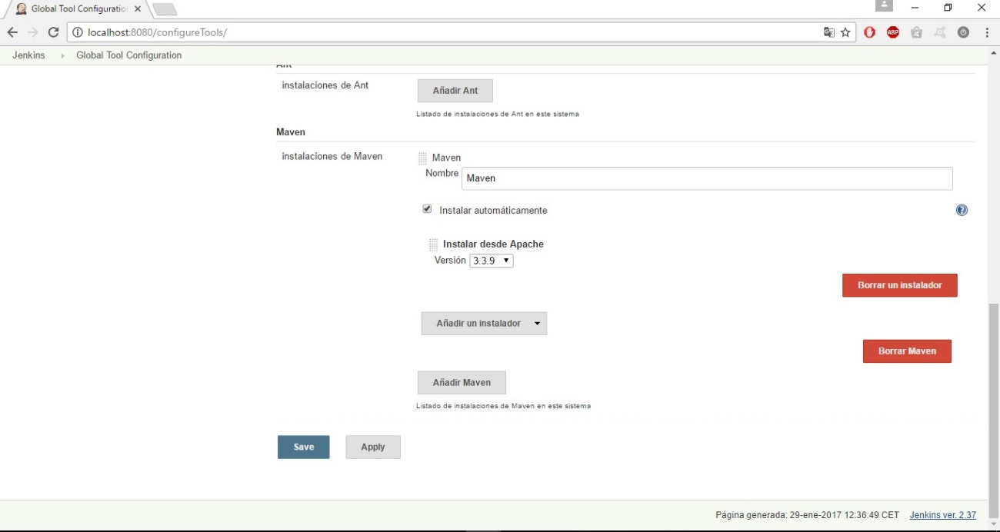 Global Tool Configuratio
localhost:8080/configureTools/
ABP
Jenkins Global Tool Configuration
Ant
instalaciones de Ant
Añadir Ant
Listado de instalaciones de Ant en este sistema
Maven
instalaciones de Maven
Maven
Nombre Maven
Instalar automáticamente
Instalar desde Apache
Versión 3.3.9
Borrar un instalador
Añadir un instalador
Borrar Maven
Añadir Maven
Listado de instalaciones de Maven en este sistema
Save Apply
Página generada: 29-ene-2017 12:36:49 CET Jenkins ver. 2.37